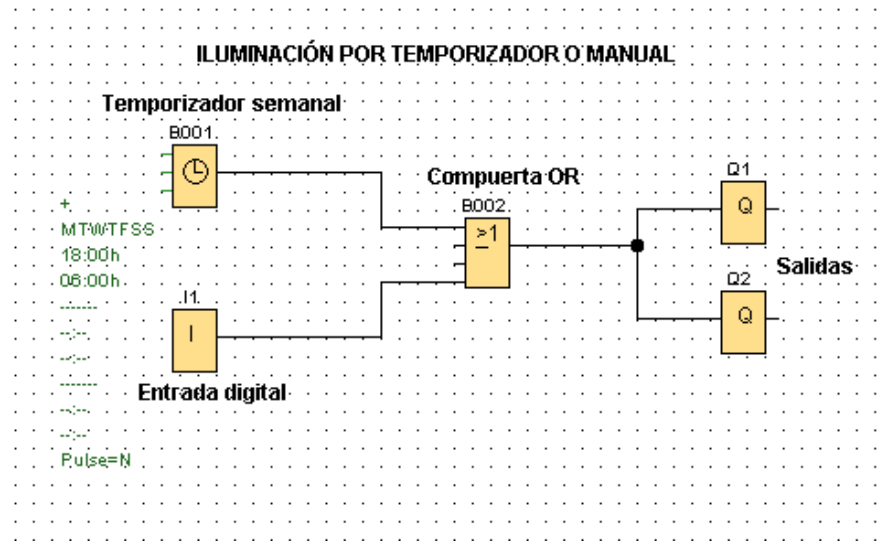 ILUMINACIÓN POR TEMPORIZADOR O MANUAL
Temporizador semanal
B001
+
MTWTFSS
18:00h
06:00h
------
--:--
--:--
-------
--:--
--:--
Pulse=N
I1
I
Entrada digital
Compuerta OR
B002
≥1
Q1
Q
Salidas
Q2
Q